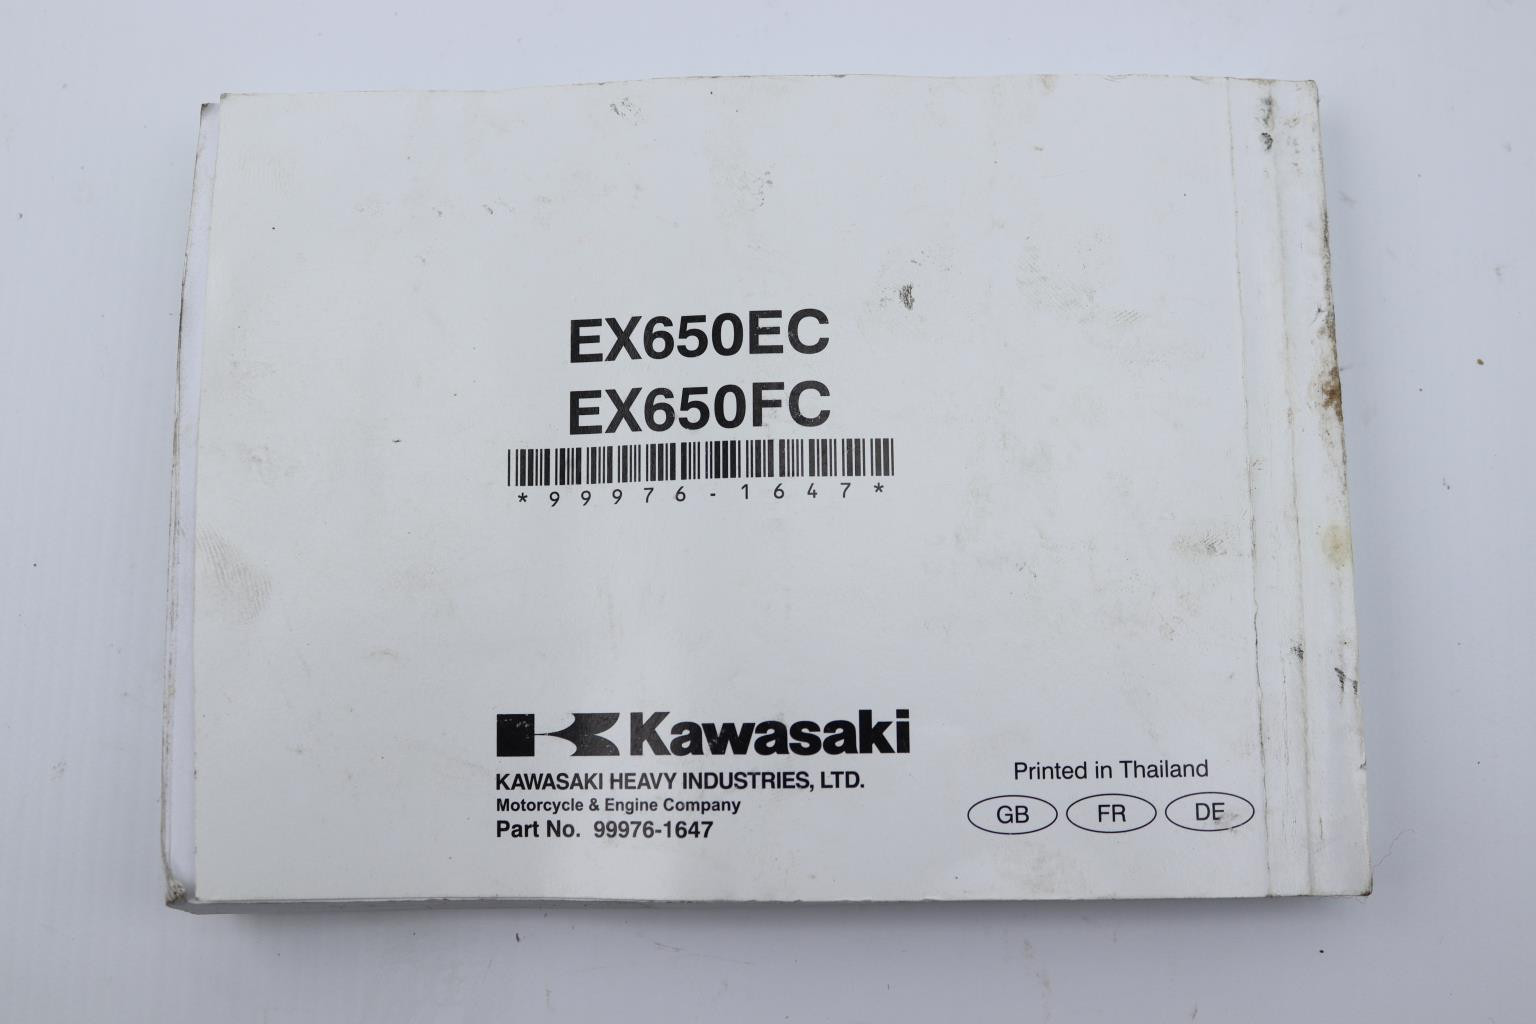 EX650EC
EX650FC
*99976-1647*
Kawasaki
KAWASAKI HEAVY INDUSTRIES, LTD.
Motorcycle & Engine Company
Part No. 99976-1647
Printed in Thailand
GB FR DE